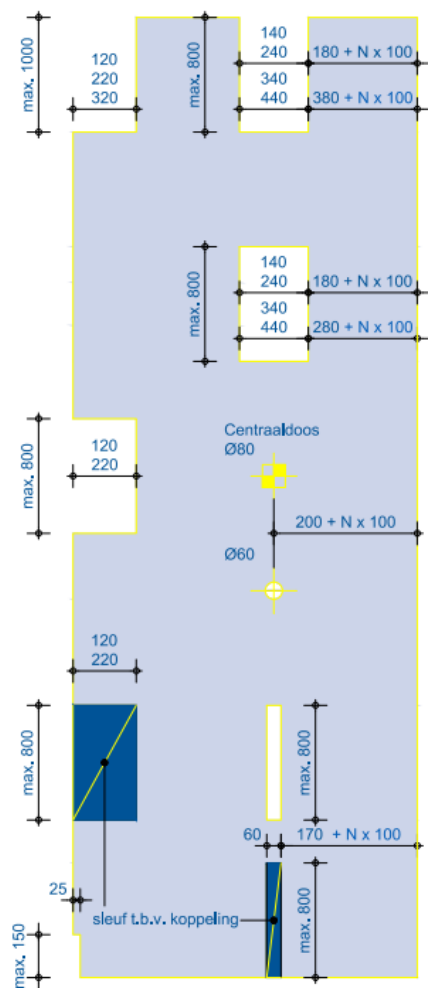 max. 1000
120
220
320
max. 800
140
240
340
440
180 + N x 100
380 + N x 100
max. 800
140
240
340
440
180 + N x 100
280 + N x 100
max. 800
120
220
Centraaldoos
Ø80
200 + N x 100
Ø60
120
220
max. 800
max. 800
60
170 + N x 100
25
sleuf t.b.v. koppeling
max. 800
max. 150